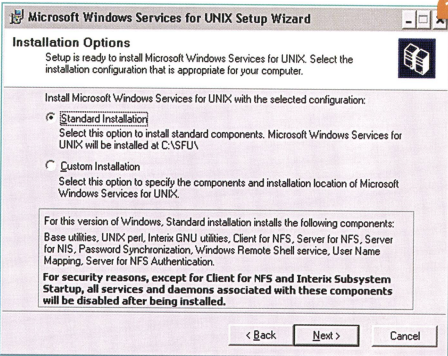 Microsoft Windows Services for UNIX Setup Wizard
Installation Options
Setup is ready to install Microsoft Windows Services for UNIX. Select the
installation configuration that is appropriate for your computer.
Install Microsoft Windows Services for UNIX with the selected configuration:
Standard Installation
Select this option to install standard components. Microsoft Windows Services for
UNIX will be installed at C:\SFU\
Custom Installation
Select this option to specify the components and installation location of Microsoft
Windows Services for UNIX.
For this version of Windows, Standard installation installs the following components:
Base utilities, UNIX perl, Interix GNU utilities, Client for NFS, Server for NFS, Server
for NIS, Password Synchronization, Windows Remote Shell service, User Name
Mapping, Server for NFS Authentication.
For security reasons, except for Client for NFS and Interix Subsystem
Startup, all services and daemons associated with these components
will be disabled after being installed.
< Back Next > Cancel